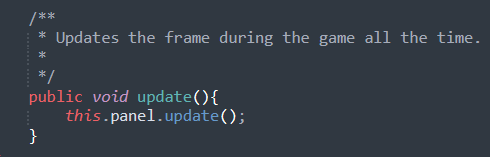 /**
 * Updates the frame during the game all the time.
 *
 */
public void update(){
    this.panel.update();
}